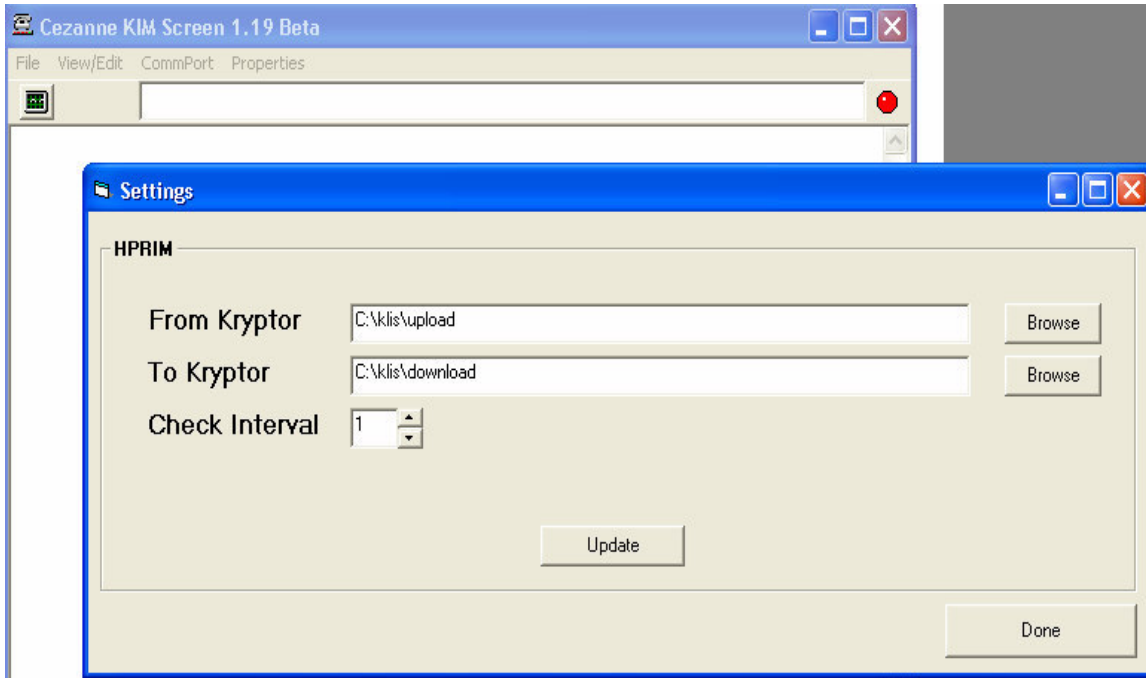 Cezanne KIM Screen 1.19 Beta
File View/Edit CommPort Properties
Settings
HPRIM
From Kryptor C:\klis\upload Browse
To Kryptor C:\klis\download Browse
Check Interval 1
Update
Done